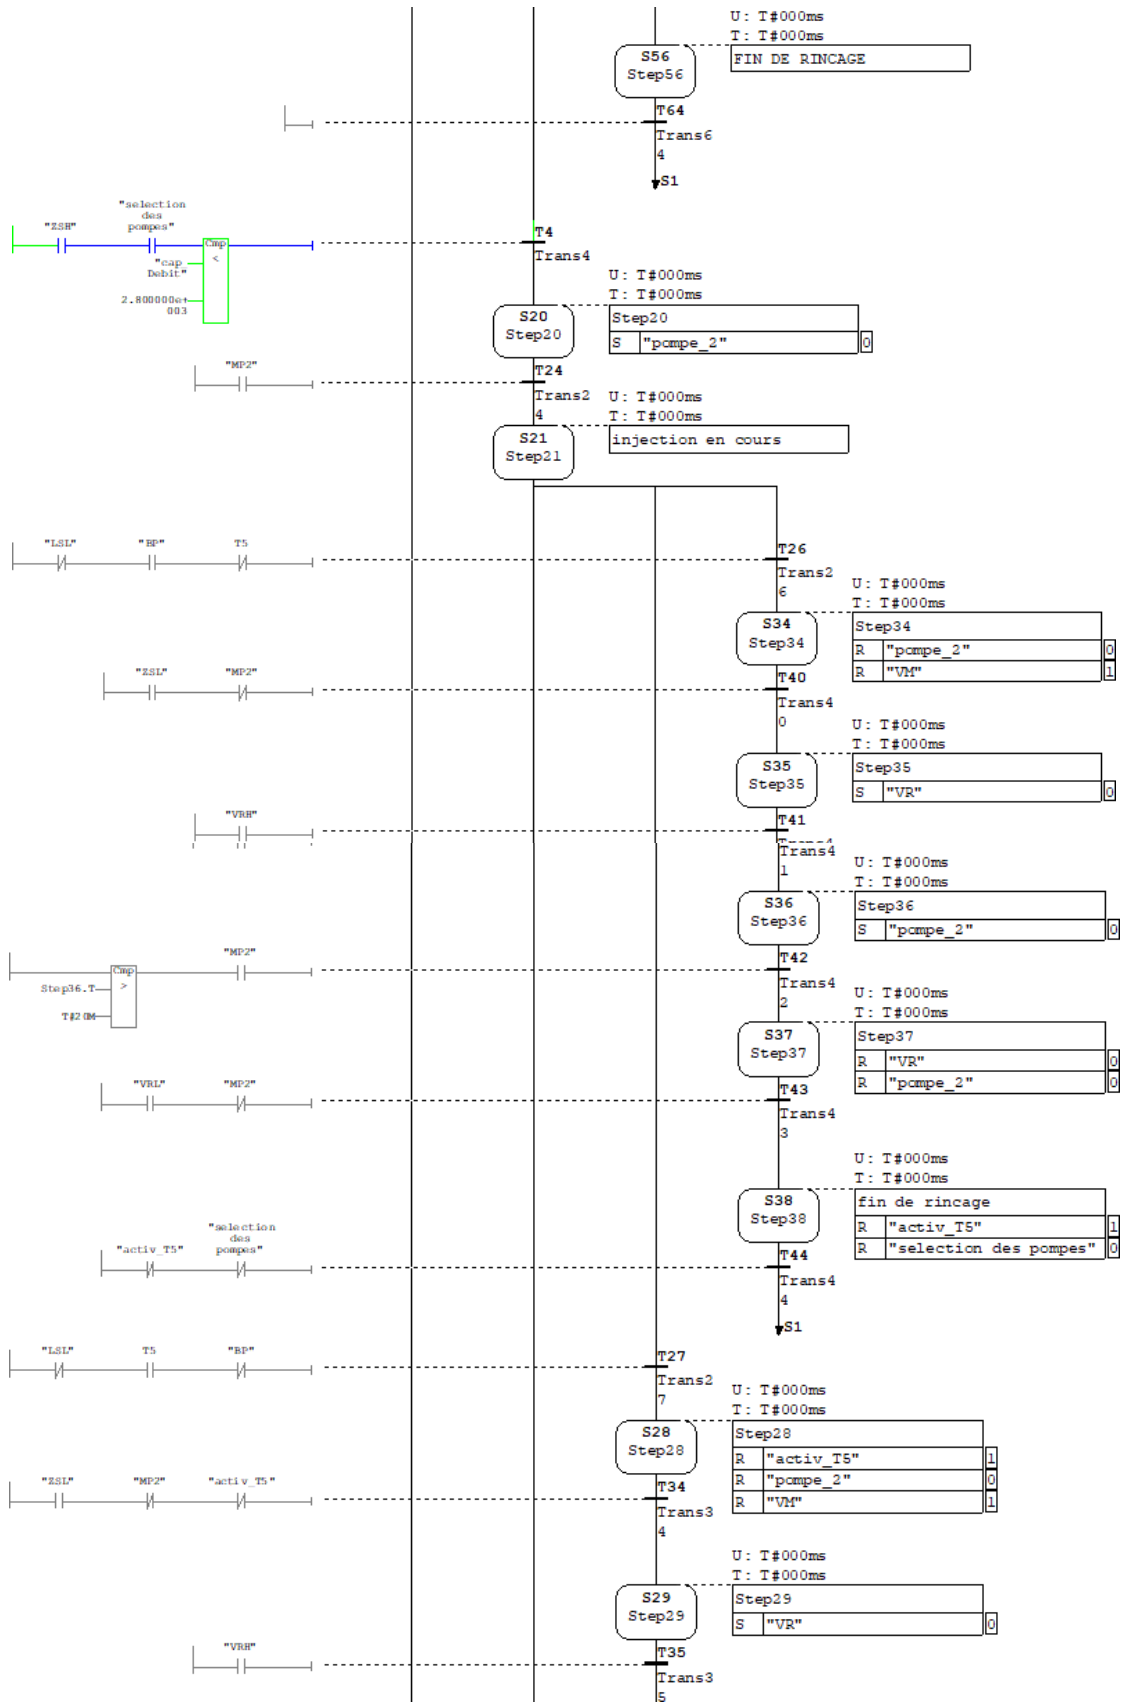 U: T#000ms
T: T#000ms
S56
Step56
FIN DE RINCAGE
T64
Trans6
4
S1
"ZSH"
"selection
des
pompes"
Cmp
<
"cap_
Debit"
2.800000e+
003
T4
Trans4
U: T#000ms
T: T#000ms
S20
Step20
Step20
S "pompe_2" 0
"MP2"
T24
Trans2
4
U: T#000ms
T: T#000ms
S21
Step21
injection en cours
"LSL" "BP" T5
T26
Trans2
6
U: T#000ms
T: T#000ms
S34
Step34
Step34
R "pompe_2" 0
R "VM" 1
"ZSL" "MP2"
T40
Trans4
0
U: T#000ms
T: T#000ms
S35
Step35
Step35
S "VR" 0
"VRH"
T41
Trans4
1
U: T#000ms
T: T#000ms
S36
Step36
Step36
S "pompe_2" 0
Cmp
>
Step36.T
T#20M
"MP2"
T42
Trans4
2
U: T#000ms
T: T#000ms
S37
Step37
Step37
R "VR" 0
R "pompe_2" 0
"VRL" "MP2"
T43
Trans4
3
U: T#000ms
T: T#000ms
S38
Step38
fin de rincage
R "activ_T5" 1
R "selection des pompes" 0
"activ_T5"
"selection
des
pompes"
T44
Trans4
4
S1
"LSL" T5 "BP"
T27
Trans2
7
U: T#000ms
T: T#000ms
S28
Step28
Step28
R "activ_T5" 1
R "pompe_2" 0
R "VM" 1
"ZSL" "MP2" "activ_T5"
T34
Trans3
4
U: T#000ms
T: T#000ms
S29
Step29
Step29
S "VR" 0
"VRH"
T35
Trans3
5